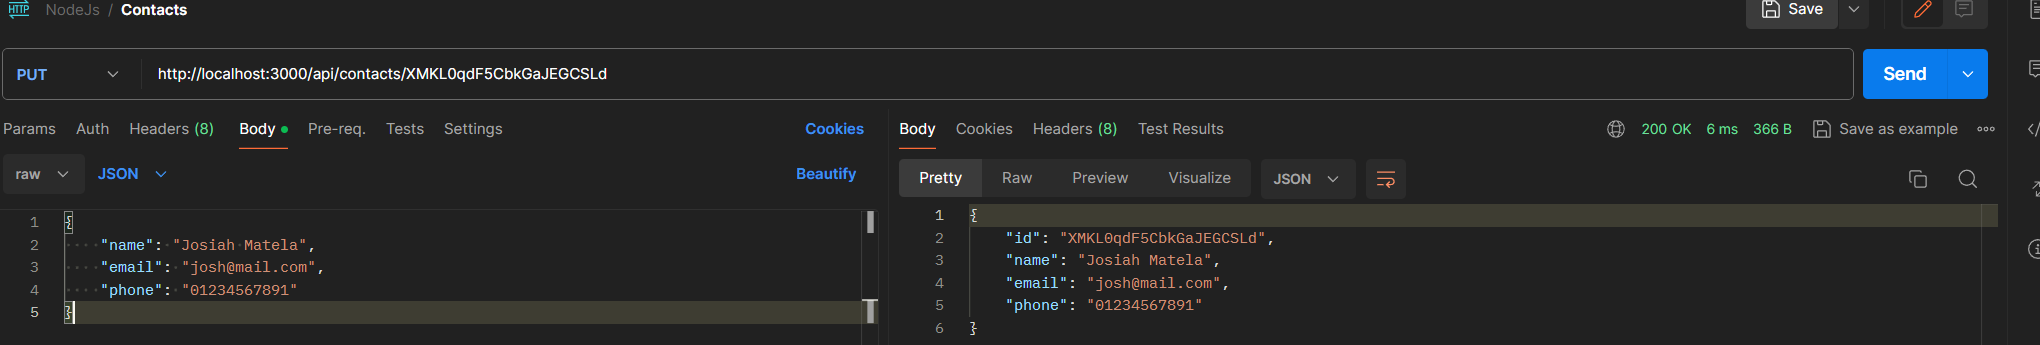 HTTP NodeJs / Contacts Save
PUT http://localhost:3000/api/contacts/XMKL0qdF5CbkGaJEGCSLd Send
Params Auth Headers (8) Body Pre-req. Tests Settings Cookies
raw JSON Beautify
1 {
2 "name": "Josiah Matela",
3 "email": "josh@mail.com",
4 "phone": "01234567891"
5 }
Body Cookies Headers (8) Test Results 200 OK 6 ms 366 B Save as example
Pretty Raw Preview Visualize JSON
1 {
2 "id": "XMKL0qdF5CbkGaJEGCSLd",
3 "name": "Josiah Matela",
4 "email": "josh@mail.com",
5 "phone": "01234567891"
6 }